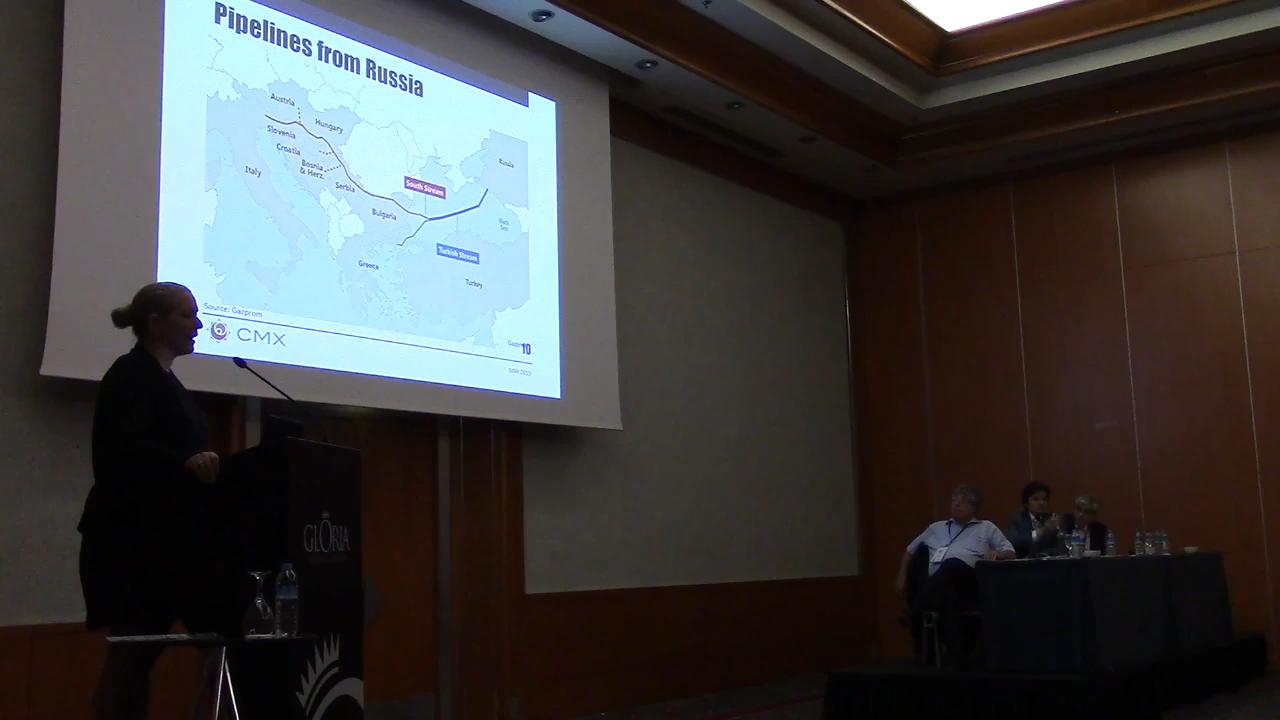 Pipelines from Russia
Austria
Hungary
Slovenia
Croatia
Bosnia
& Herz.
Italy
Serbia
South Stream
Russia
Bulgaria
Black
Sea
Turkish Stream
Greece
Turkey
Source: Gazprom
CMX
10
GLORIA